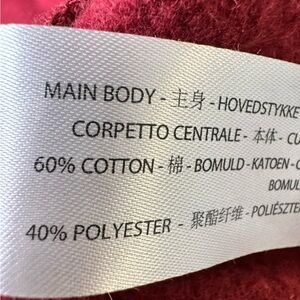 MAIN BODY - 主身 - HOVEDSTYKKE
CORPETTO CENTRALE - 本体 -
60% COTTON - 棉 - BOMULD - KATOEN -
40% POLYESTER - 聚酯纤维 -